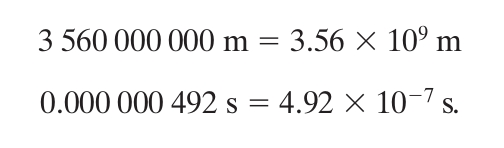 3 560 000 000 m = 3.56 × 10⁹ m
0.000 000 492 s = 4.92 × 10⁻⁷ s.